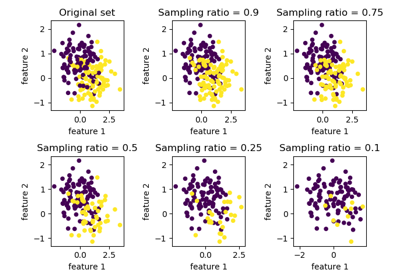 Original set
Sampling ratio = 0.9
Sampling ratio = 0.75
feature 2
2
1
0
−1
0.0
2.5
feature 1
feature 2
2
1
0
−1
0.0
2.5
feature 1
feature 2
2
1
0
−1
0.0
2.5
feature 1
Sampling ratio = 0.5
Sampling ratio = 0.25
Sampling ratio = 0.1
feature 2
2
1
0
−1
0.0
2.5
feature 1
feature 2
2
1
0
−1
0.0
2.5
feature 1
feature 2
2
1
0
−1
−2
0
feature 1